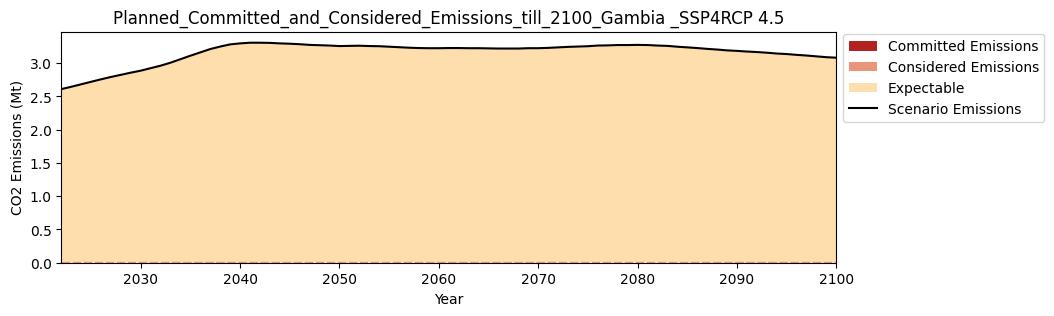 Planned_Committed_and_Considered_Emissions_till_2100_Gambia _SSP4RCP 4.5
Committed Emissions
Considered Emissions
Expectable
Scenario Emissions
CO2 Emissions (Mt)
3.0
2.5
2.0
1.5
1.0
0.5
0.0
2030 2040 2050 2060 2070 2080 2090 2100
Year